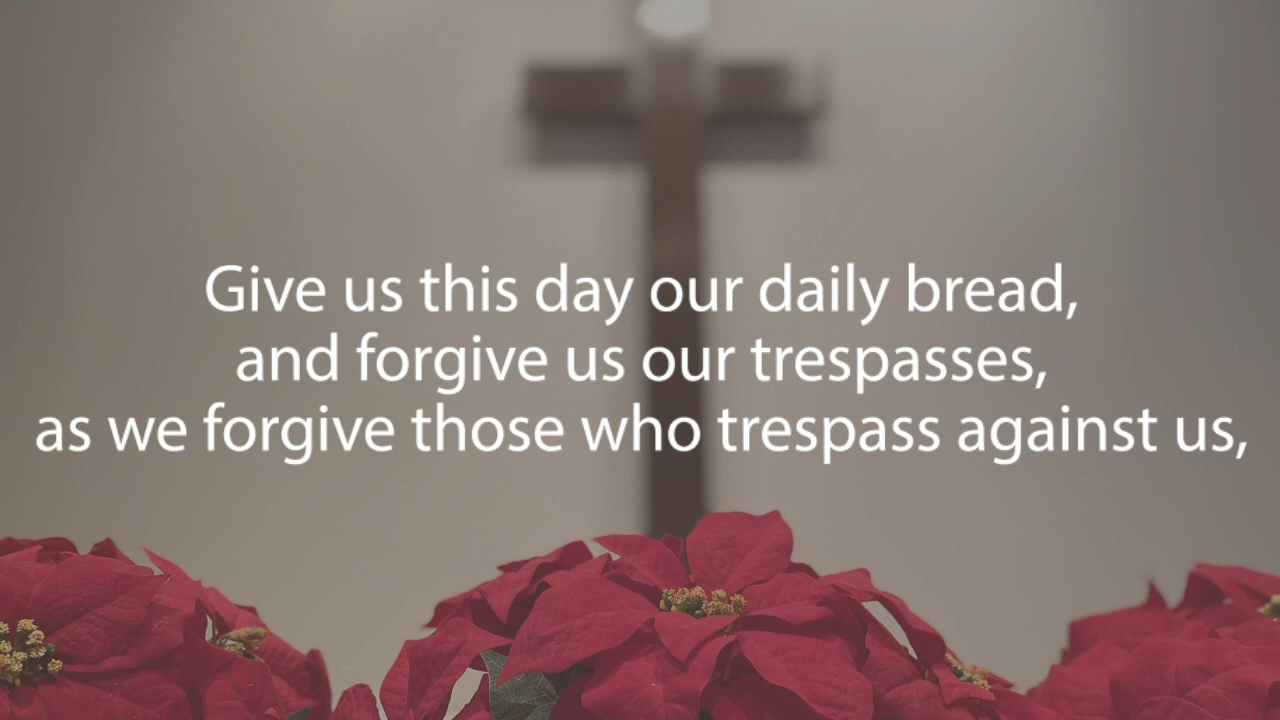 Give us this day our daily bread,
and forgive us our trespasses,
as we forgive those who trespass against us,